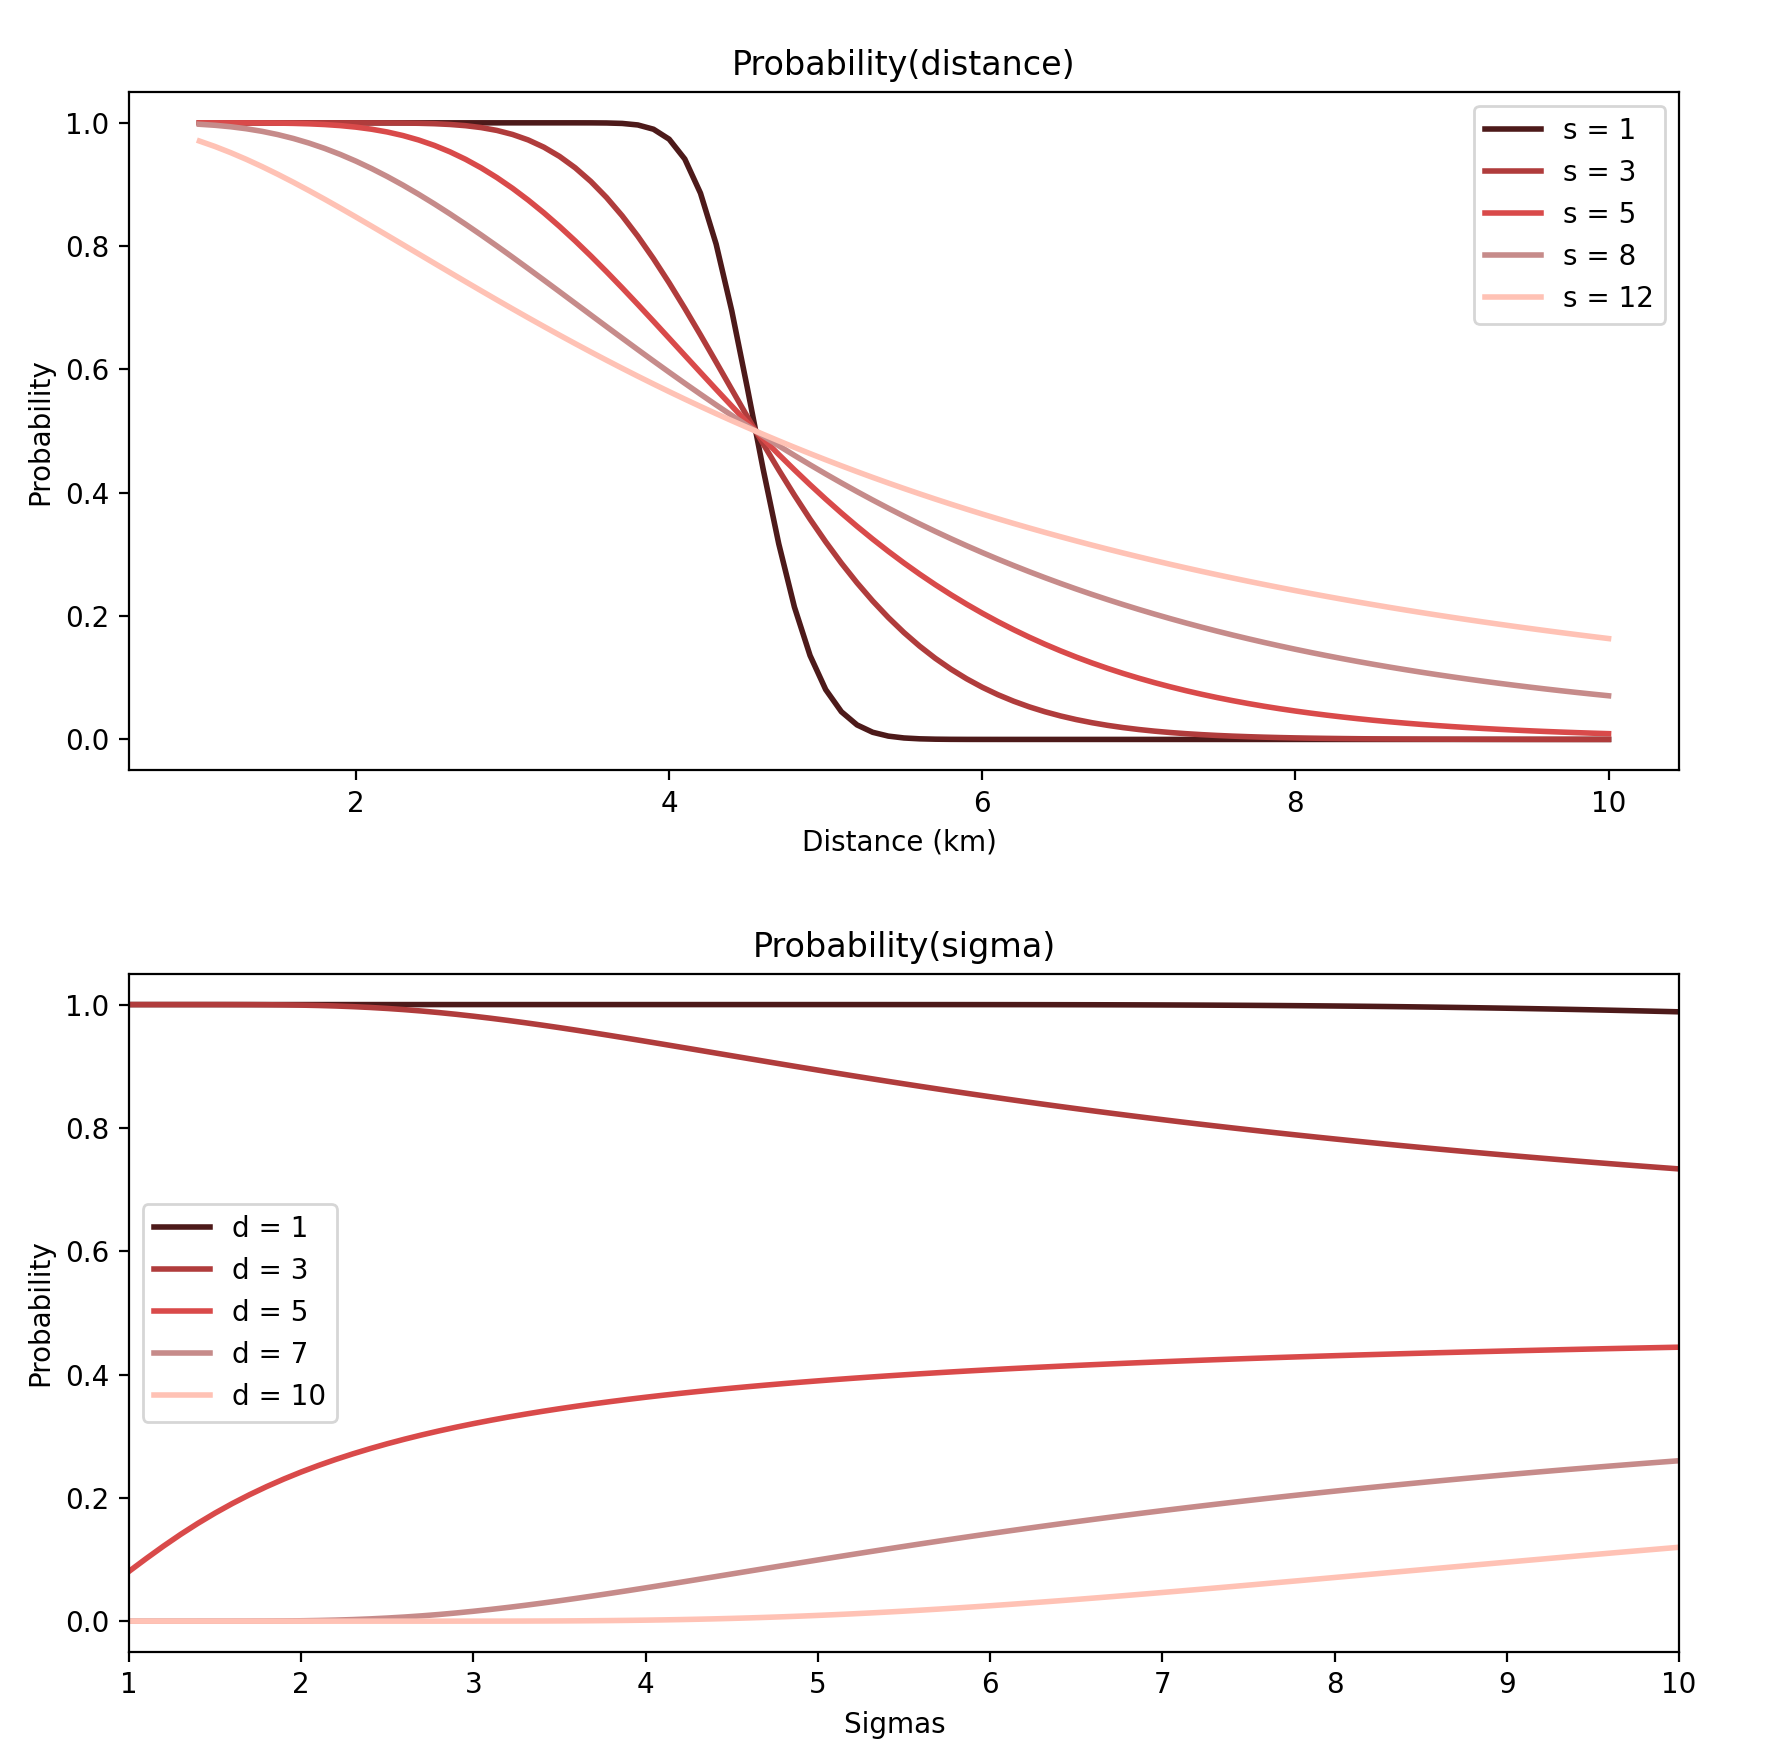 Probability(distance)
1.0
0.8
0.6
0.4
0.2
0.0
Probability
s = 1
s = 3
s = 5
s = 8
s = 12
2 4 6 8 10
Distance (km)
Probability(sigma)
1.0
0.8
0.6
0.4
0.2
0.0
Probability
d = 1
d = 3
d = 5
d = 7
d = 10
1 2 3 4 5 6 7 8 9 10
Sigmas